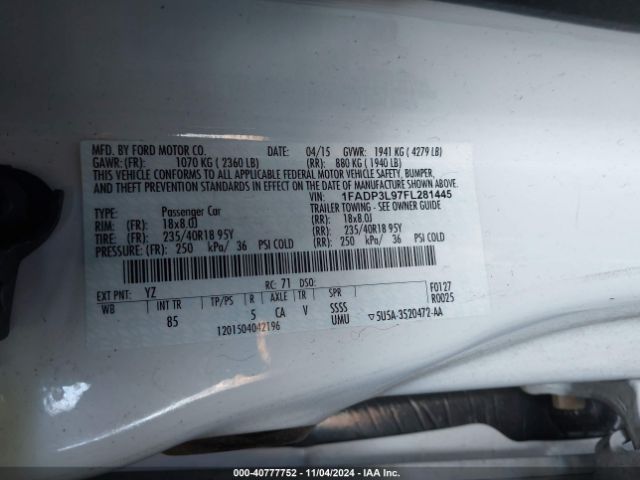 MFD. BY FORD MOTOR CO. DATE: 04/15 GVWR: 1941 KG ( 4279 LB)
GAWR: (FR): 1070 KG ( 2360 LB) (RR): 880 KG ( 1940 LB)
THIS VEHICLE CONFORMS TO ALL APPLICABLE FEDERAL MOTOR VEHICLE SAFETY, BUMPER,
AND THEFT PREVENTION STANDARDS IN EFFECT ON THE DATE OF MANUFACTURE SHOWN ABOVE.
VIN: 1FADP3L97FL281445
TYPE: Passenger Car TRAILER TOWING - SEE OWNER GUIDE
RIM: (FR): 18x8.0J (RR): 18x8.0J
TIRE: (FR): 235/40R18 95Y (RR): 235/40R18 95Y
PRESSURE: (FR): 250 kPa/ 36 PSI COLD (RR): 250 kPa/ 36 PSI COLD
EXT PNT: YZ RC: 71 DSO: F0127
WB INT TR TP/PS R AXLE TR SPR R0025
85 5 CA V SSSS
UMU
1201504042196 ▽5U5A-3520472-AA
000-40777752 - 11/04/2024 - IAA Inc.